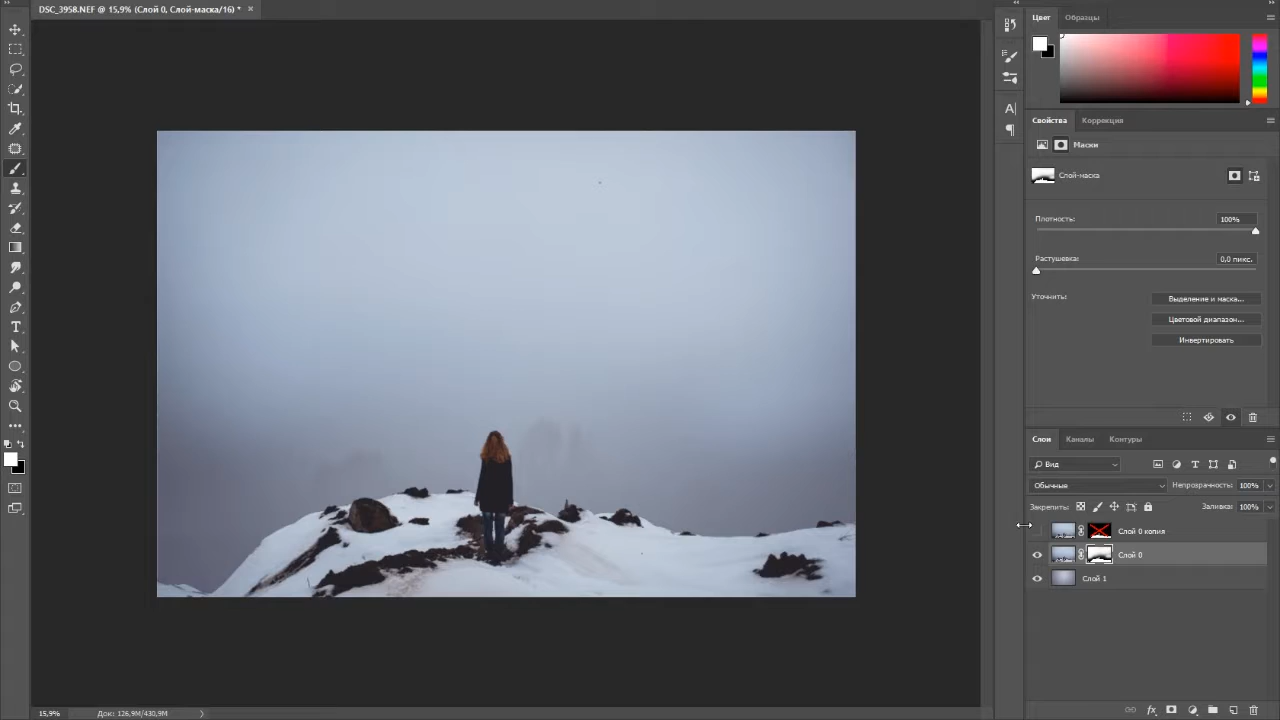 DSC_3958.NEF @ 15,9% (Слой 0, Слой-маска/16) *
Цвет
Образцы
Свойства
Коррекция
Маски
Слой-маска
Плотность:
100%
Растушевка:
0,0 пикс.
Уточнить:
Выделение и маска...
Цветовой диапазон...
Инвертировать
Слои
Каналы
Контуры
Вид
Обычные
Непрозрачность: 100%
Закрепить:
Заливка: 100%
Слой 0 копия
Слой 0
Слой 1
15,9%
Док: 126,9M/430,9M